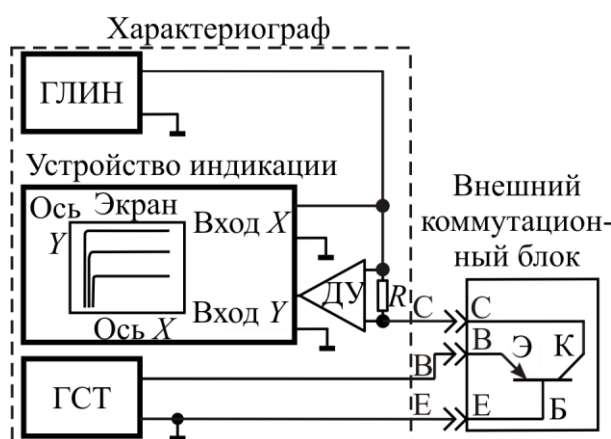 Характериограф
ГЛИН
Устройство индикации
Ось
Экран
Y
Вход X
Ось X
Вход Y
ДУ
R
Внешний
коммутацион-
ный блок
C
C
B
B
Э
К
Б
E
E
ГСТ